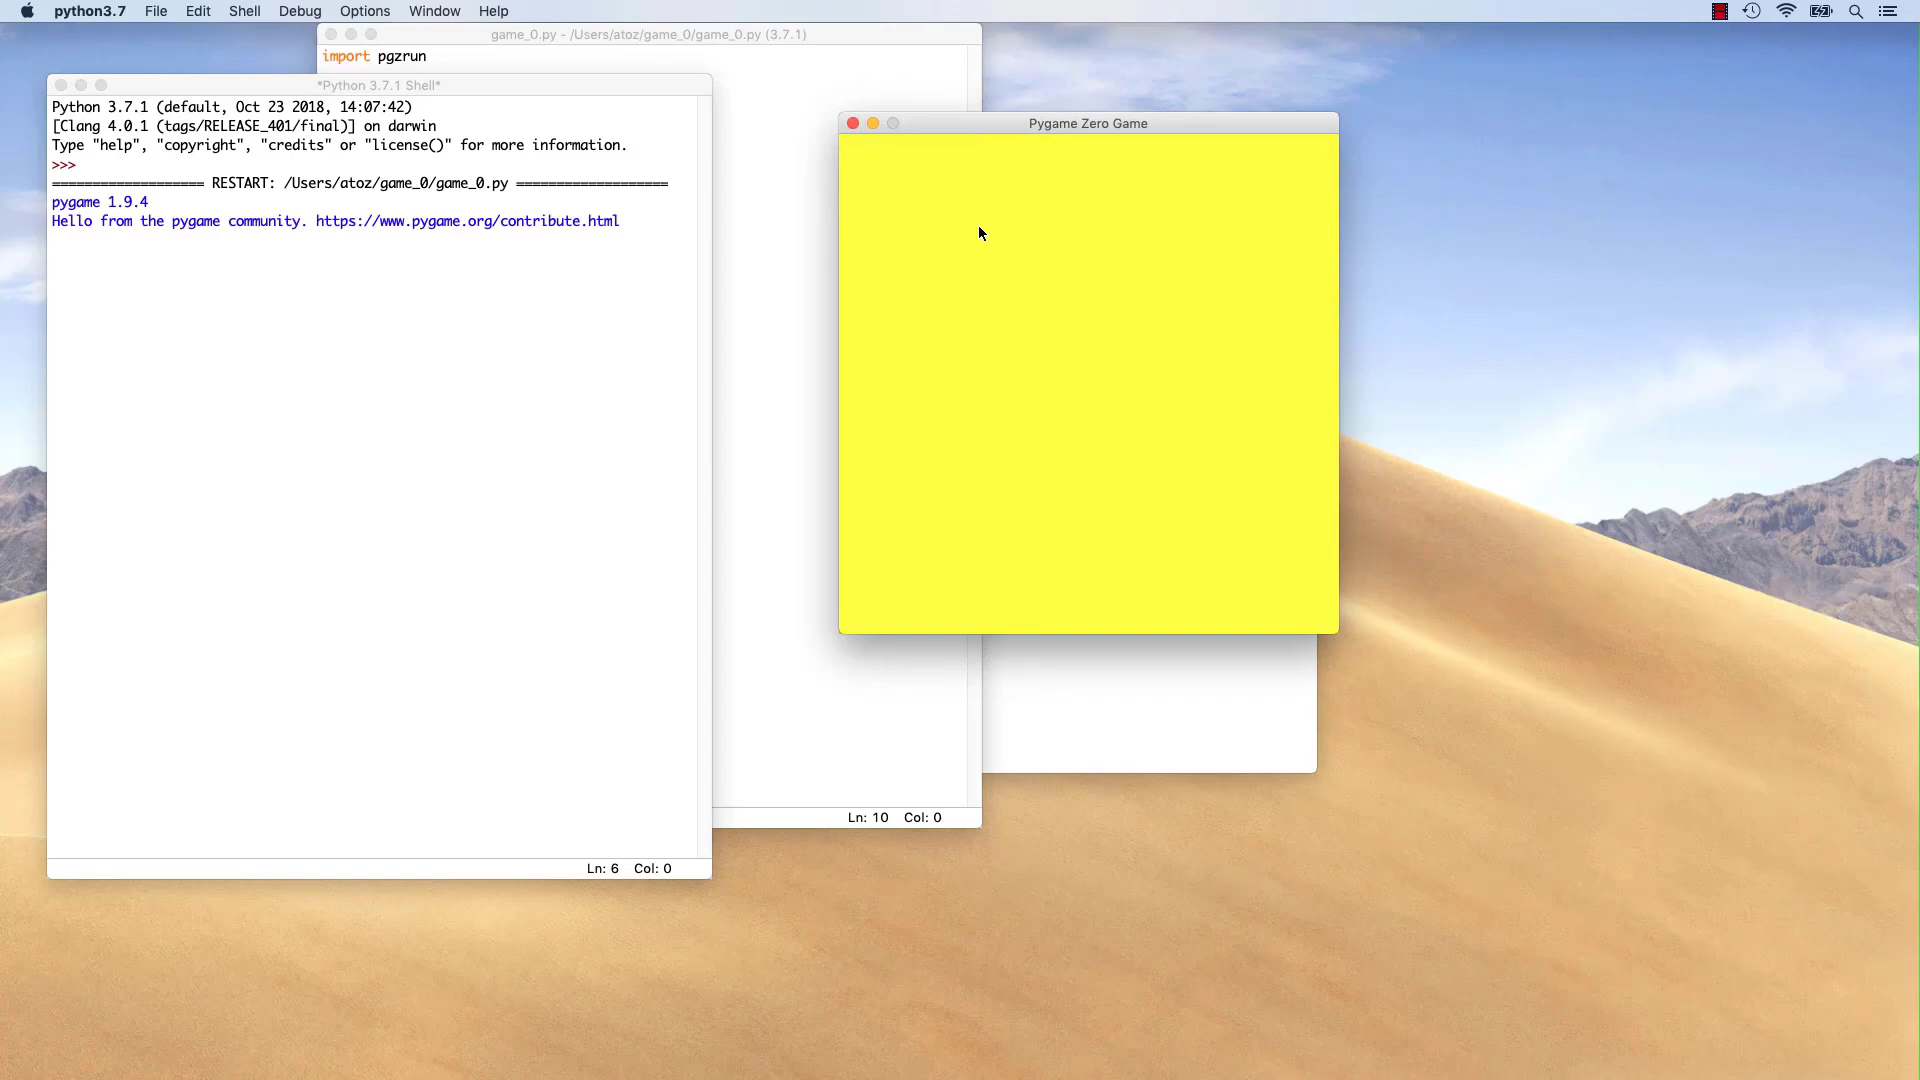 python3.7 File Edit Shell Debug Options Window Help
game_0.py - /Users/atoz/game_0/game_0.py (3.7.1)
import pgzrun
*Python 3.7.1 Shell*
Python 3.7.1 (default, Oct 23 2018, 14:07:42)
[Clang 4.0.1 (tags/RELEASE_401/final)] on darwin
Type "help", "copyright", "credits" or "license()" for more information.
>>>
=================== RESTART: /Users/atoz/game_0/game_0.py ===================
pygame 1.9.4
Hello from the pygame community. https://www.pygame.org/contribute.html
Ln: 6 Col: 0
Ln: 10 Col: 0
Pygame Zero Game